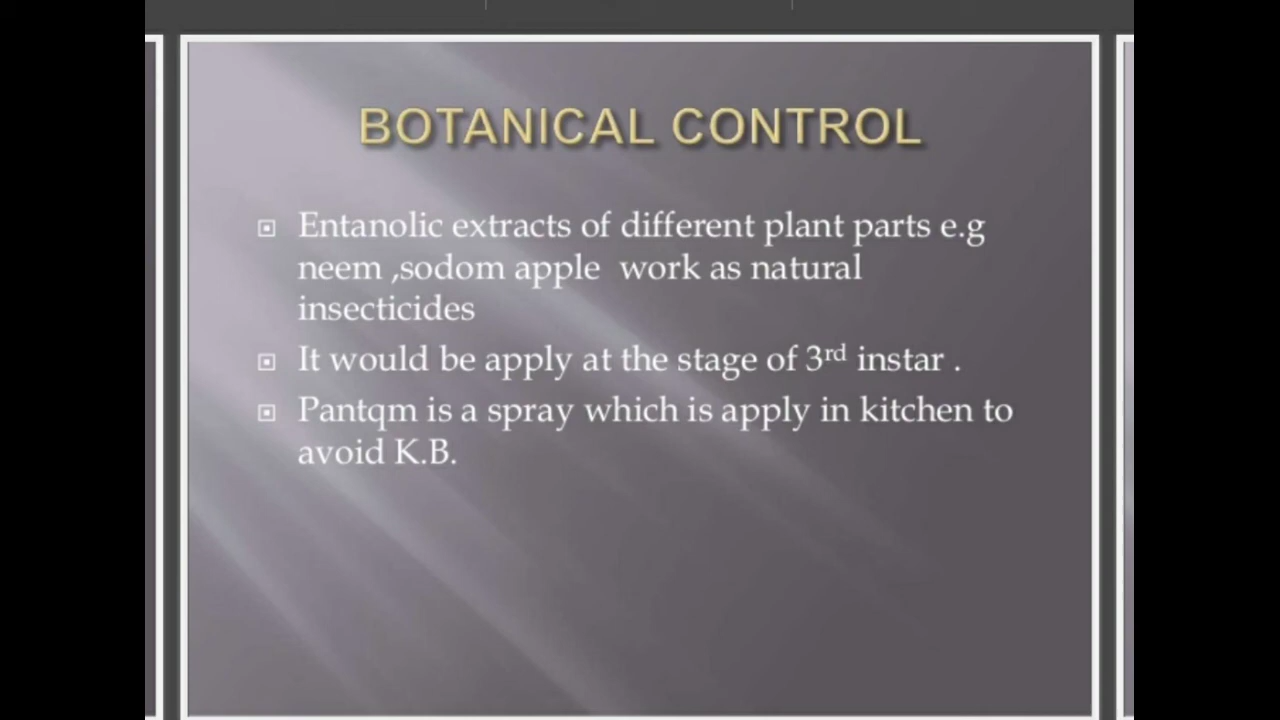 BOTANICAL CONTROL
Entanolic extracts of different plant parts e.g
neem ,sodom apple work as natural
insecticides
It would be apply at the stage of 3rd instar .
Pantqm is a spray which is apply in kitchen to
avoid K.B.